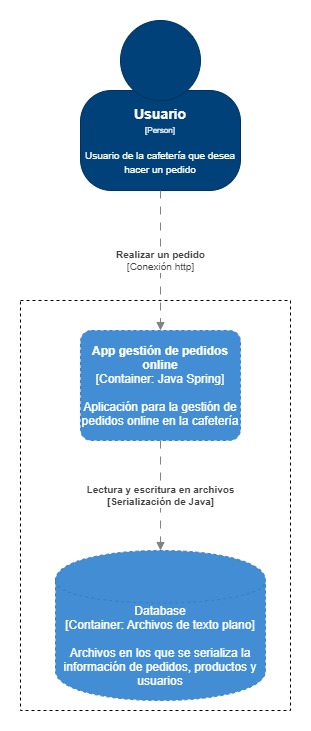 Usuario
[Person]
Usuario de la cafetería que desea
hacer un pedido
Realizar un pedido
[Conexión http]
App gestión de pedidos
online
[Container: Java Spring]
Aplicación para la gestión de
pedidos online en la cafetería
Lectura y escritura en archivos
[Serialización de Java]
Database
[Container: Archivos de texto plano]
Archivos en los que se serializa la
información de pedidos, productos y
usuarios